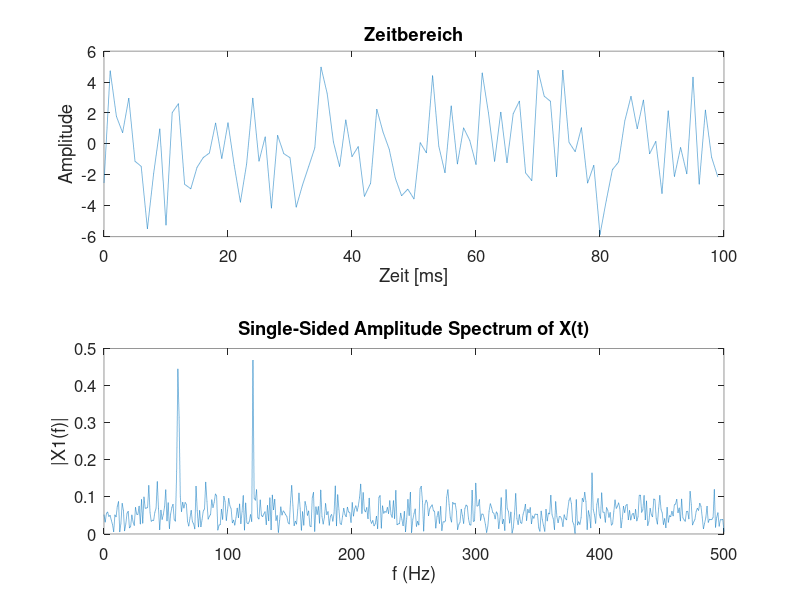 Zeitbereich
6
4
2
0
-2
-4
-6
Amplitude
0 20 40 60 80 100
Zeit [ms]
Single-Sided Amplitude Spectrum of X(t)
0.5
0.4
0.3
0.2
0.1
0
|X1(f)|
0 100 200 300 400 500
f (Hz)